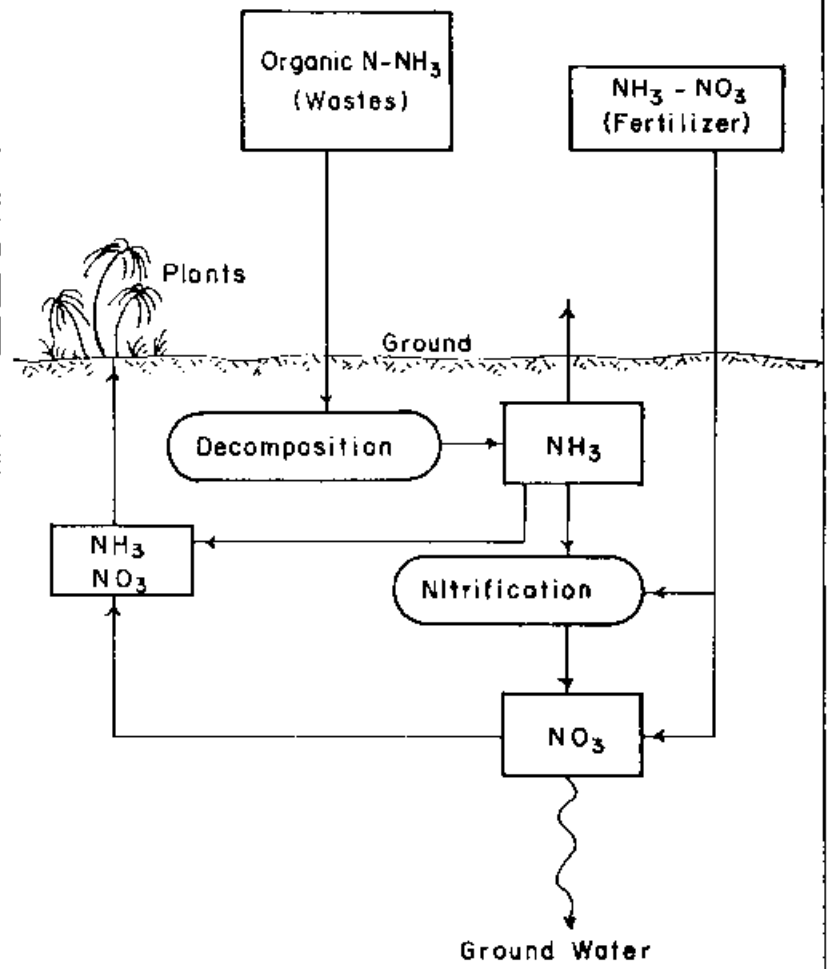 Organic N-NH₃
(Wastes)
NH₃ - NO₃
(Fertilizer)
Plants
Ground
Decomposition
NH₃
NH₃
NO₃
NItrification
NO₃
Ground Water